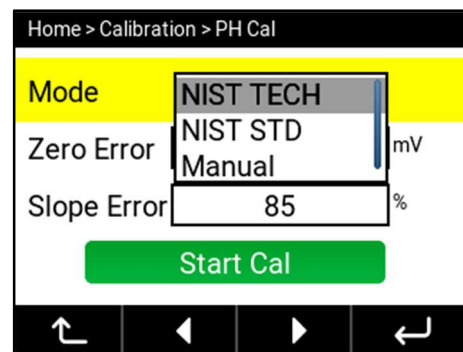 Home > Calibration > PH Cal
Mode
NIST TECH
NIST STD
Manual
Zero Error
mV
Slope Error
85
%
Start Cal